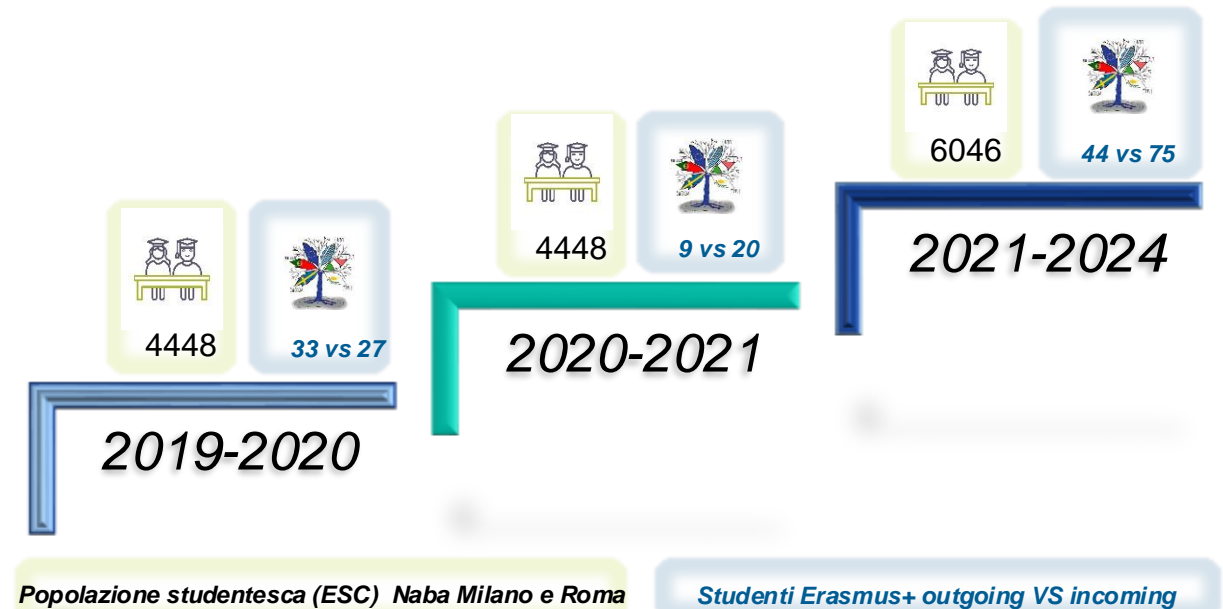 4448
33 vs 27
2019-2020
4448
9 vs 20
2020-2021
6046
44 vs 75
2021-2024
Popolazione studentesca (ESC) Naba Milano e Roma
Studenti Erasmus+ outgoing VS incoming